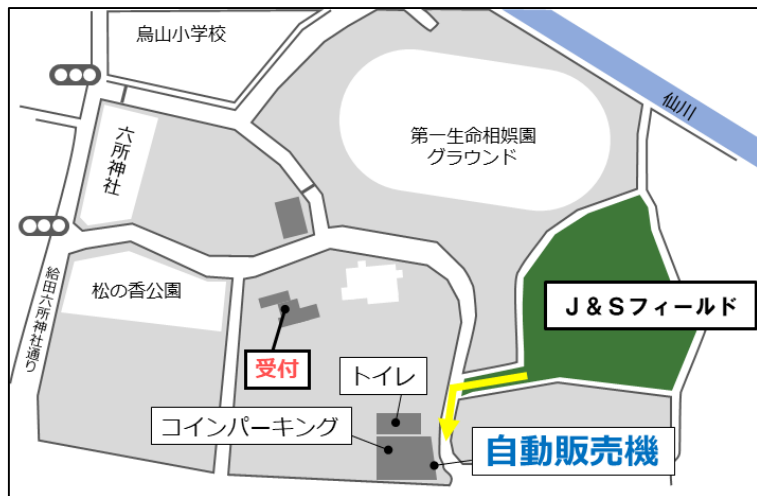 烏山小学校
仙川
第一生命相娯園
グラウンド
六所神社
松の香公園
給田六所神社通り
J＆Sフィールド
受付
トイレ
コインパーキング
自動販売機